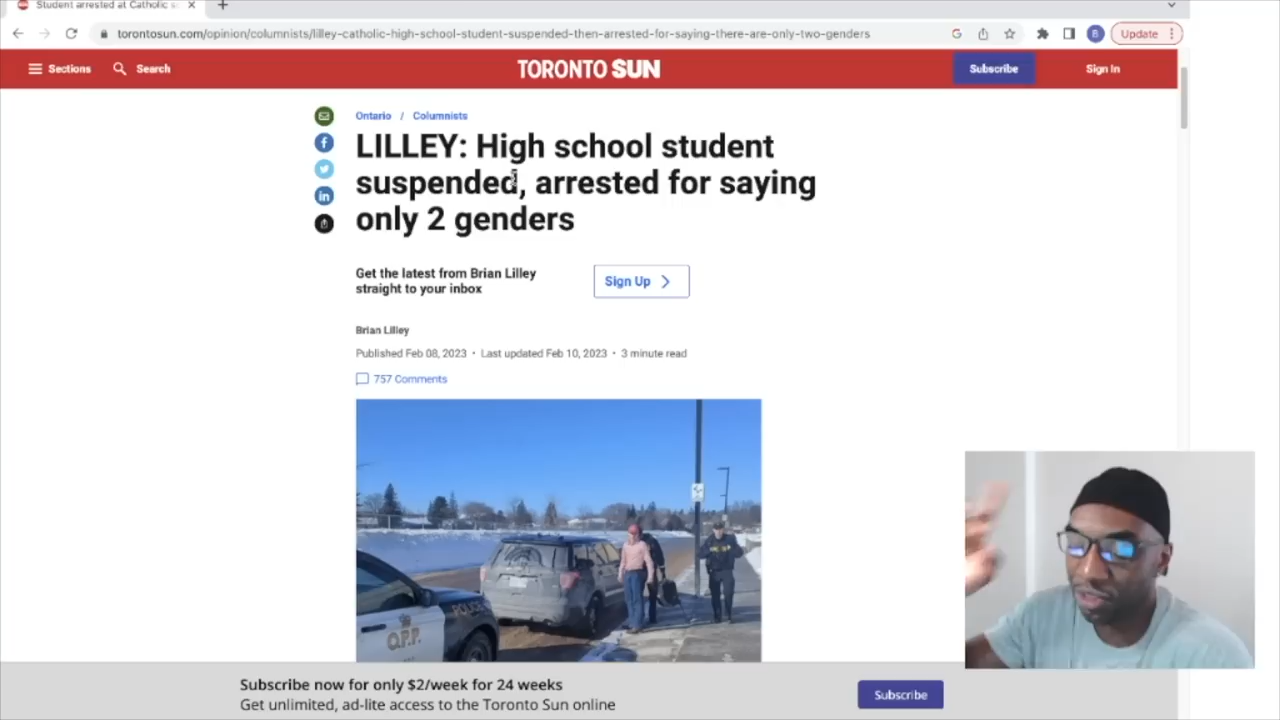 Student arrested at Catholic
torontosun.com/opinion/columnists/lilley-catholic-high-school-student-suspended-then-arrested-for-saying-there-are-only-two-genders
G
B
Update
Sections
Search
TORONTO SUN
Subscribe
Sign In
Ontario / Columnists
LILLEY: High school student
suspended, arrested for saying
only 2 genders
Get the latest from Brian Lilley
straight to your inbox
Sign Up
Brian Lilley
Published Feb 08, 2023 • Last updated Feb 10, 2023 • 3 minute read
757 Comments
POLICE
O.P.P.
Subscribe now for only $2/week for 24 weeks
Get unlimited, ad-lite access to the Toronto Sun online
Subscribe